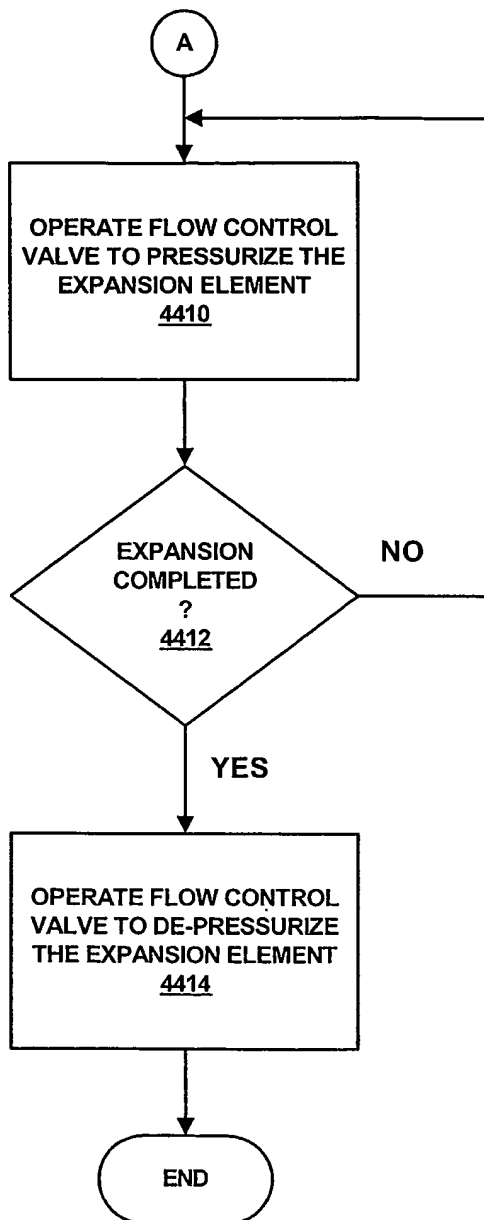 A
OPERATE FLOW CONTROL
VALVE TO PRESSURIZE THE
EXPANSION ELEMENT
4410
EXPANSION
COMPLETED
?
4412
NO
YES
OPERATE FLOW CONTROL
VALVE TO DE-PRESSURIZE
THE EXPANSION ELEMENT
4414
END